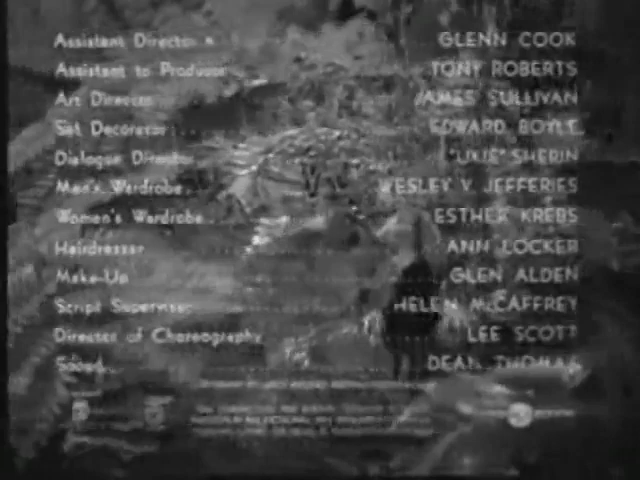 Assistant Director GLENN COOK
Assistant to Producer TONY ROBERTS
Art Director JAMES SULLIVAN
Set Decorator EDWARD BOYLE
Dialogue Director "LIXIE" SHERIN
Men's Wardrobe WESLEY V. JEFFERIES
Women's Wardrobe ESTHER KREBS
Hairdresser ANN LOCKER
Make-Up GLEN ALDEN
Script Supervisor HELEN McCAFFREY
Director of Choreography LEE SCOTT
Sound DEAN THOMAS